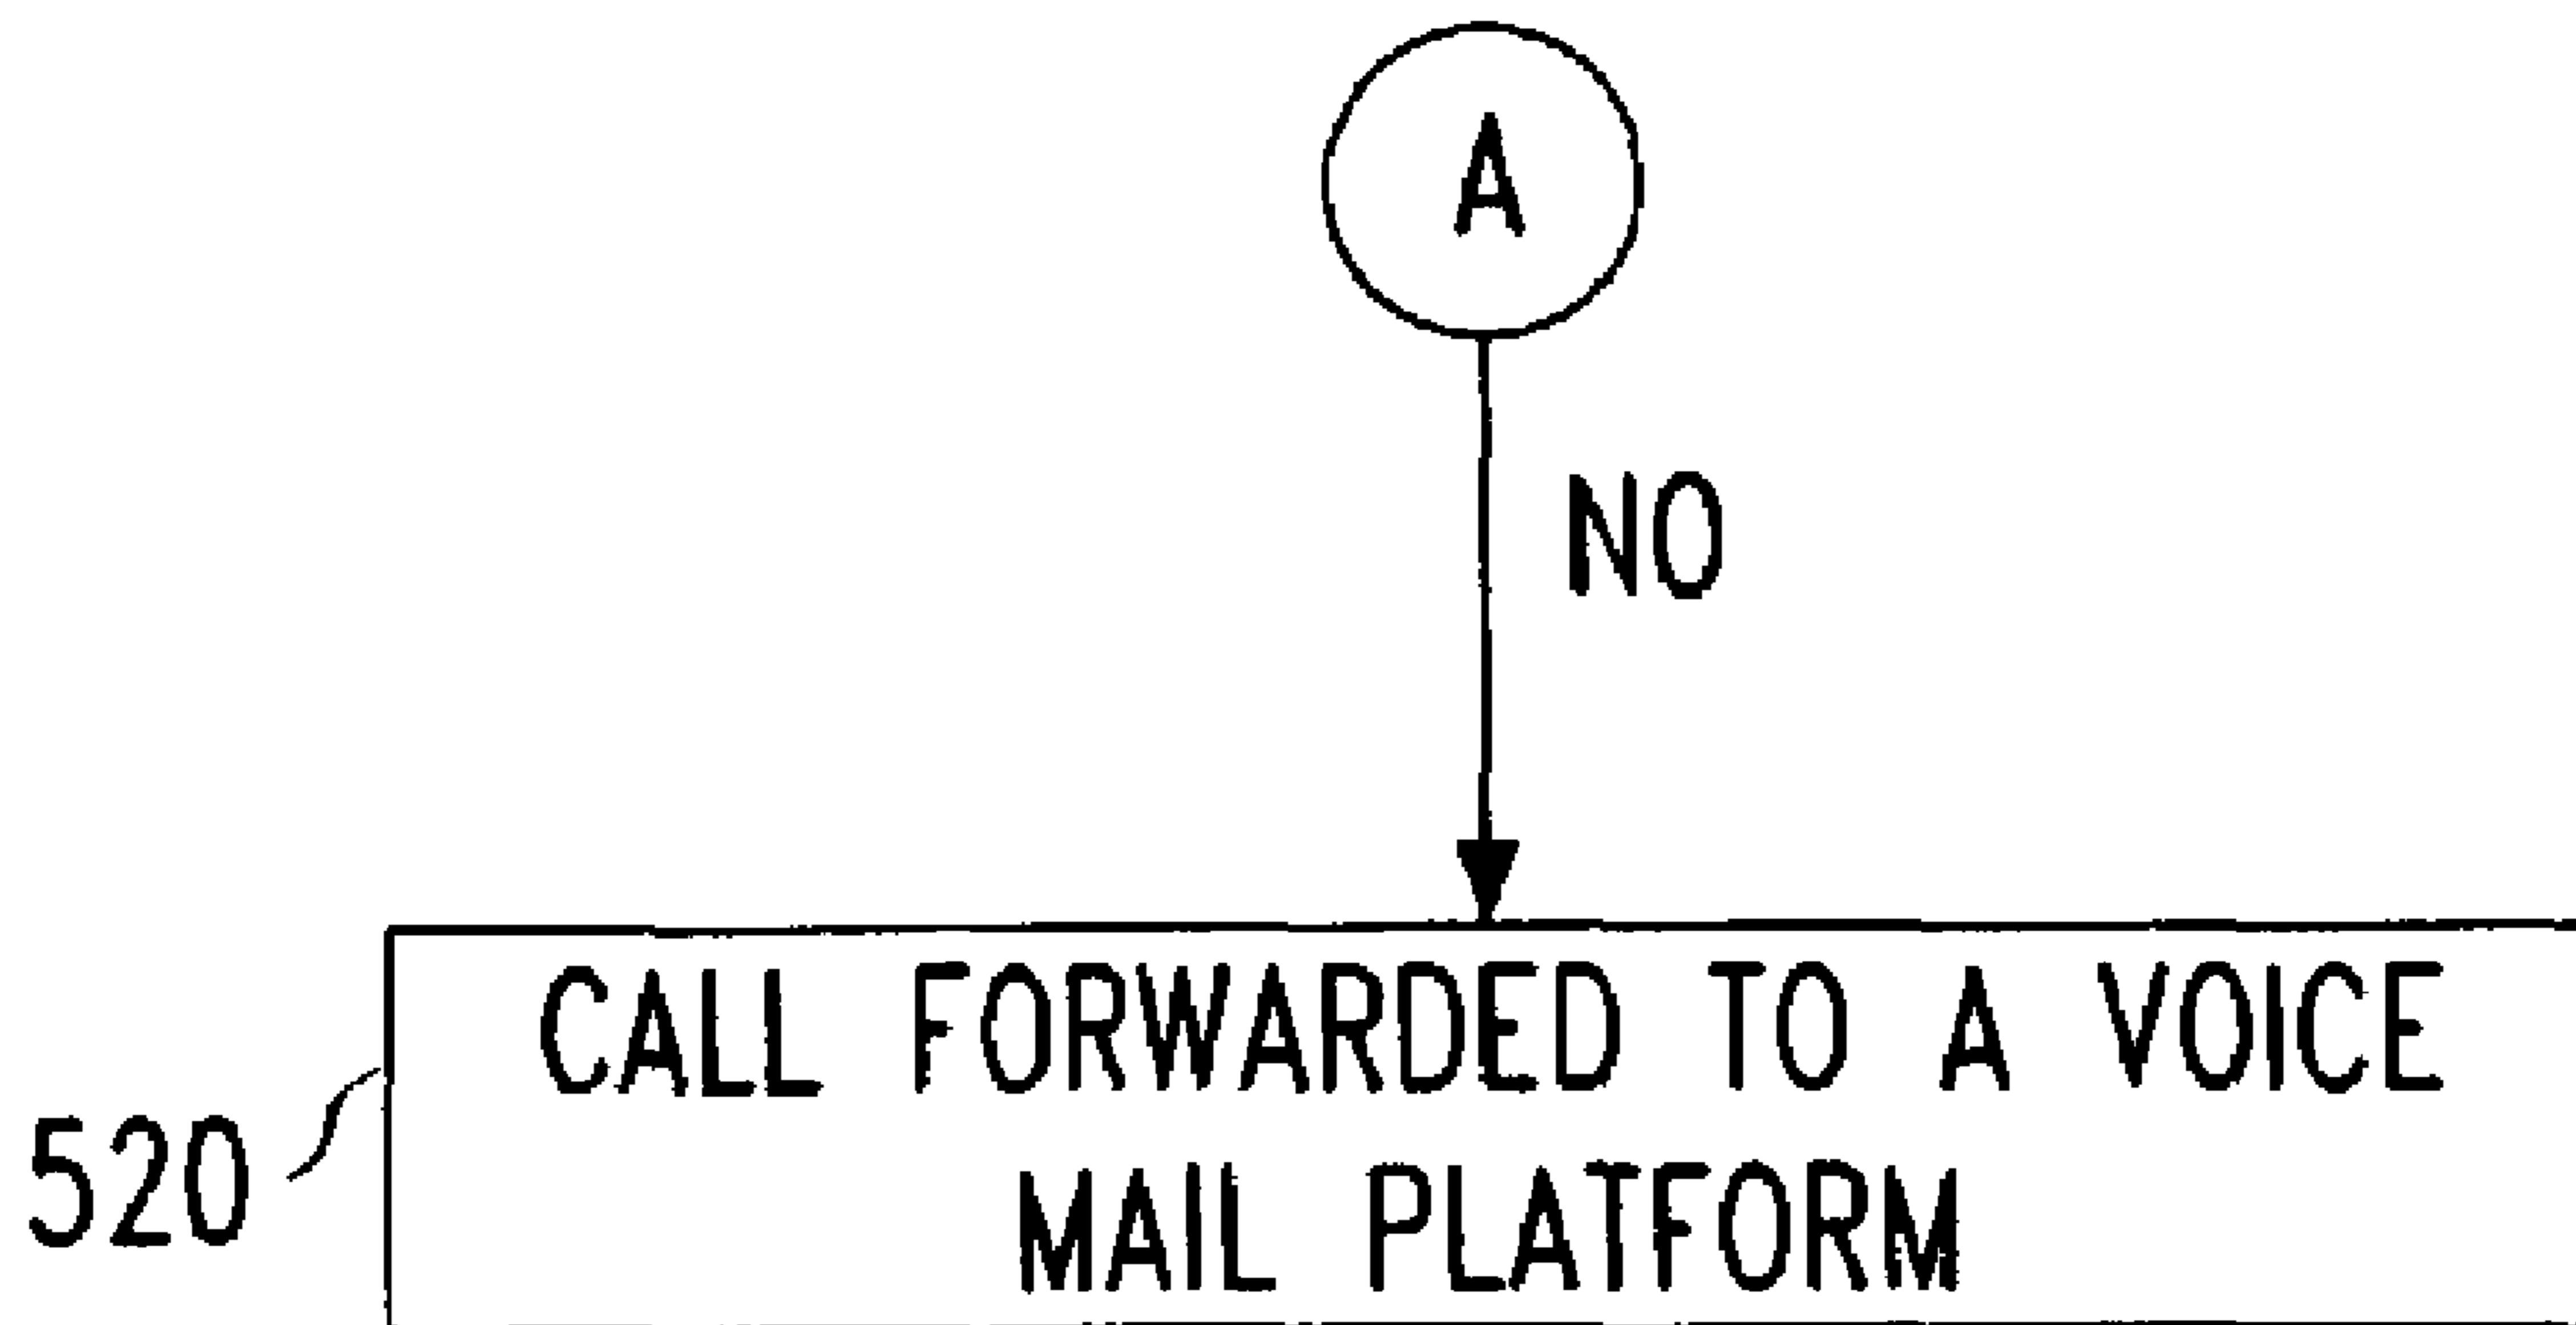 A
NO
CALL FORWARDED TO A VOICE
520
MAIL PLATFORM